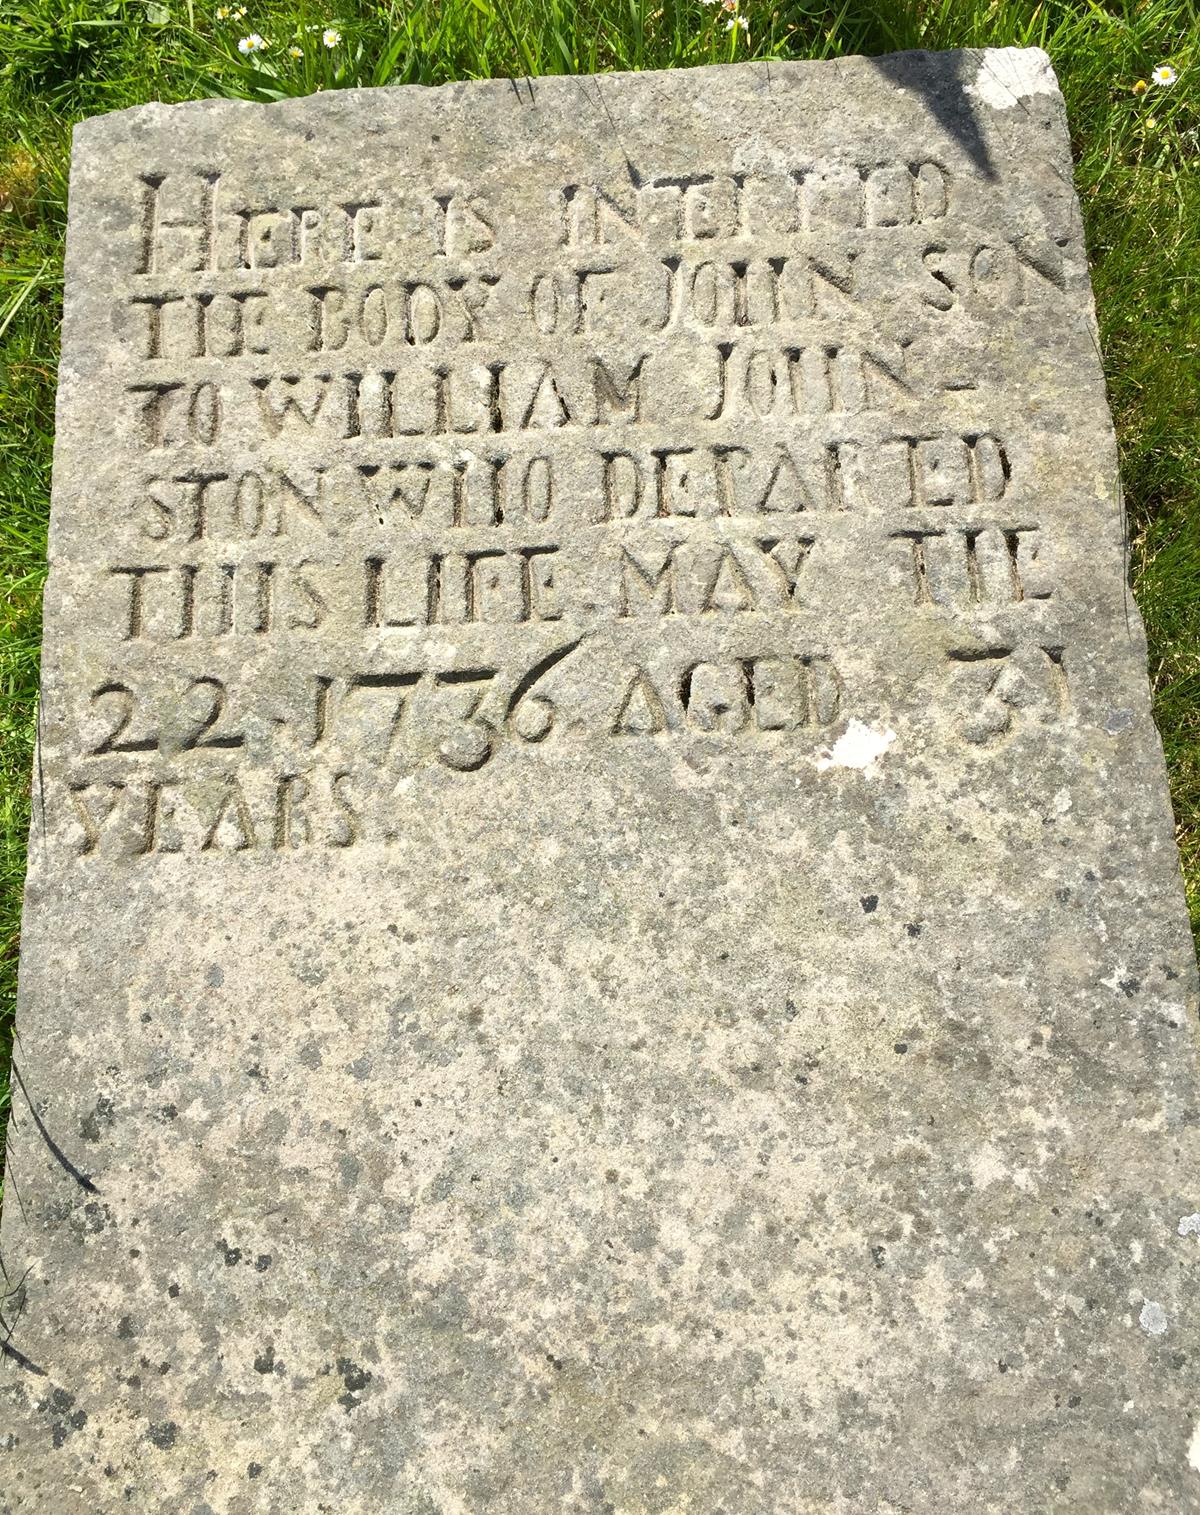 HERE IS INTERRED
THE BODY OF JOHN SON
TO WILLIAM JOHN-
STON WHO DEPARTED
THIS LIFE MAY THE
22. 1736 AGED 31
YEARS